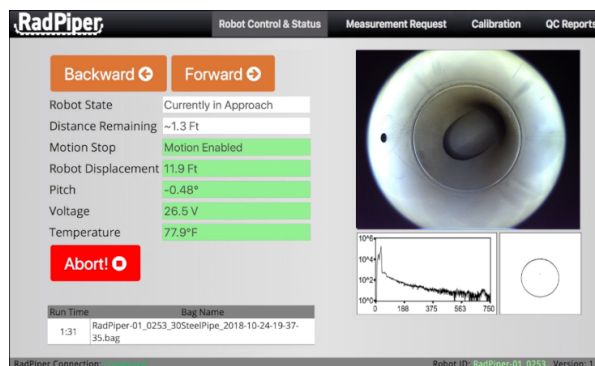 RadPiper
Robot Control & Status Measurement Request Calibration QC Reports
Backward Forward
Robot State Currently in Approach
Distance Remaining ~1.3 Ft
Motion Stop Motion Enabled
Robot Displacement 11.9 Ft
Pitch -0.48°
Voltage 26.5 V
Temperature 77.9°F
Abort!
10^6
10^4
10^2
10^0
0 188 375 563 750
Run Time Bag Name
1:31 RadPiper-01_0253_30SteelPipe_2018-10-24-19-37-
35.bag
RadPiper Connection: Robot ID: RadPiper-01_0253 Version: 1